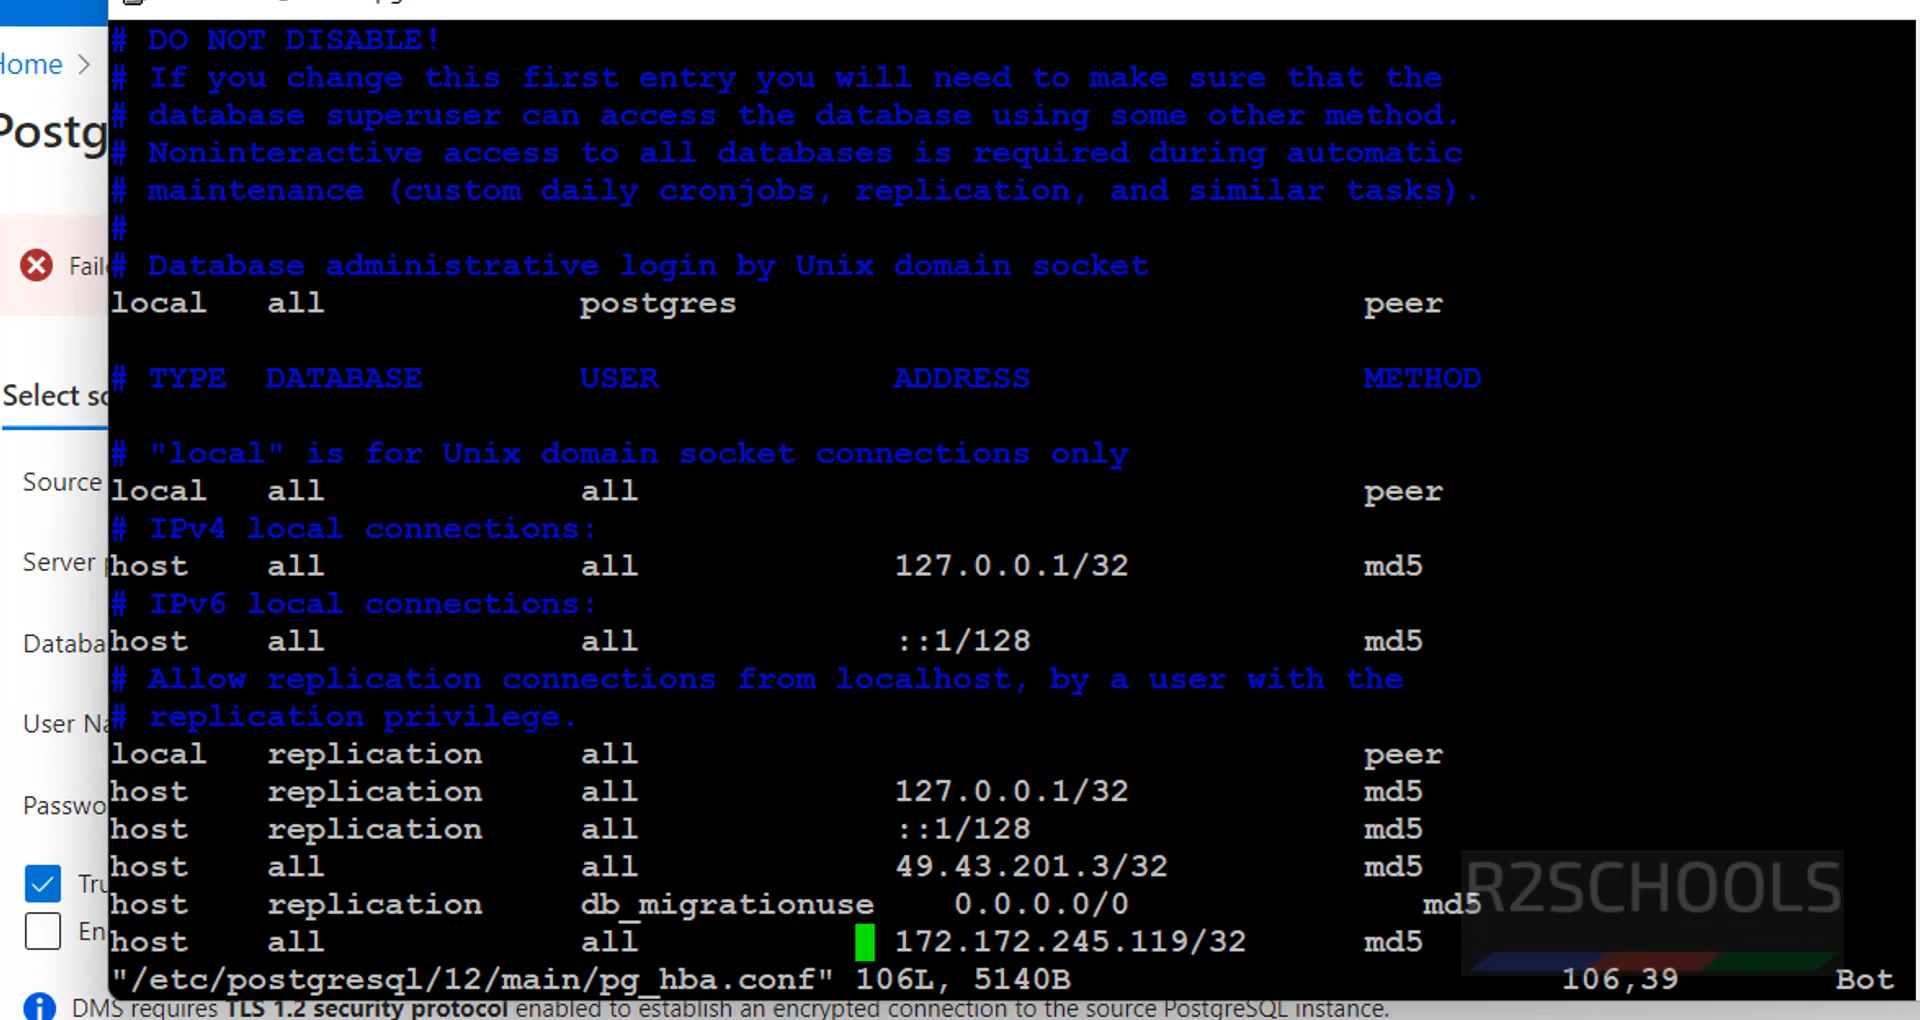 Home >
Postg
Fail
Select so
Source
Server p
Databa
User Na
Passwo
Tru
En
# DO NOT DISABLE!
# If you change this first entry you will need to make sure that the
# database superuser can access the database using some other method.
# Noninteractive access to all databases is required during automatic
# maintenance (custom daily cronjobs, replication, and similar tasks).
#
# Database administrative login by Unix domain socket
local all postgres peer
# TYPE DATABASE USER ADDRESS METHOD
# "local" is for Unix domain socket connections only
local all all peer
# IPv4 local connections:
host all all 127.0.0.1/32 md5
# IPv6 local connections:
host all all ::1/128 md5
# Allow replication connections from localhost, by a user with the
# replication privilege.
local replication all peer
host replication all 127.0.0.1/32 md5
host replication all ::1/128 md5
host all all 49.43.201.3/32 md5
host replication db_migrationuse 0.0.0.0/0 md5
host all all 172.172.245.119/32 md5
"/etc/postgresql/12/main/pg_hba.conf" 106L, 5140B 106,39 Bot
R2SCHOOLS
DMS requires TLS 1.2 security protocol enabled to establish an encrypted connection to the source PostgreSQL instance.